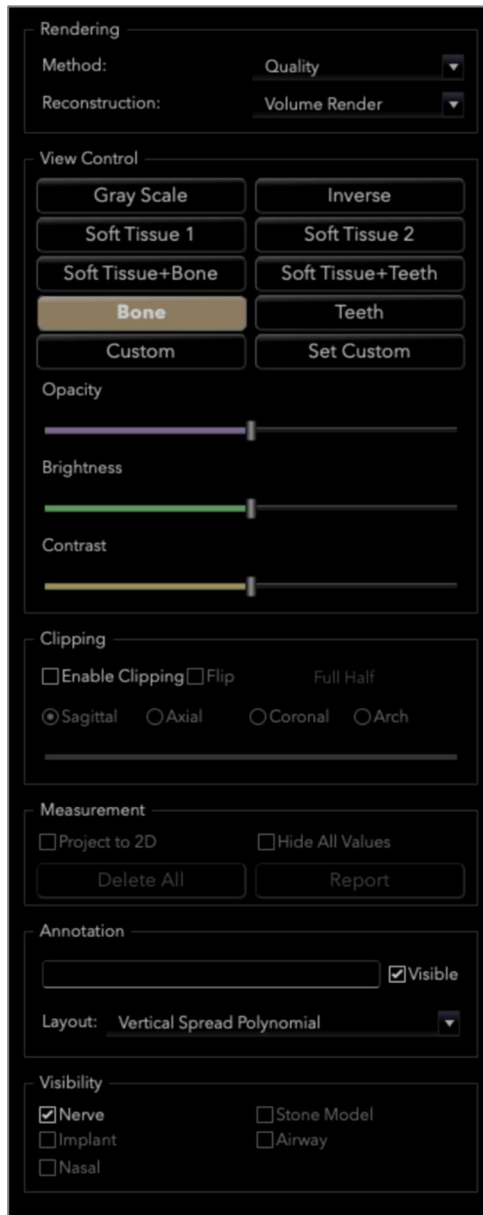 Rendering
Method: Quality
Reconstruction: Volume Render
View Control
Gray Scale Inverse
Soft Tissue 1 Soft Tissue 2
Soft Tissue+Bone Soft Tissue+Teeth
Bone Teeth
Custom Set Custom
Opacity
Brightness
Contrast
Clipping
Enable Clipping Flip Full Half
Sagittal Axial Coronal Arch
Measurement
Project to 2D Hide All Values
Delete All Report
Annotation
Visible
Layout: Vertical Spread Polynomial
Visibility
Nerve Stone Model
Implant Airway
Nasal